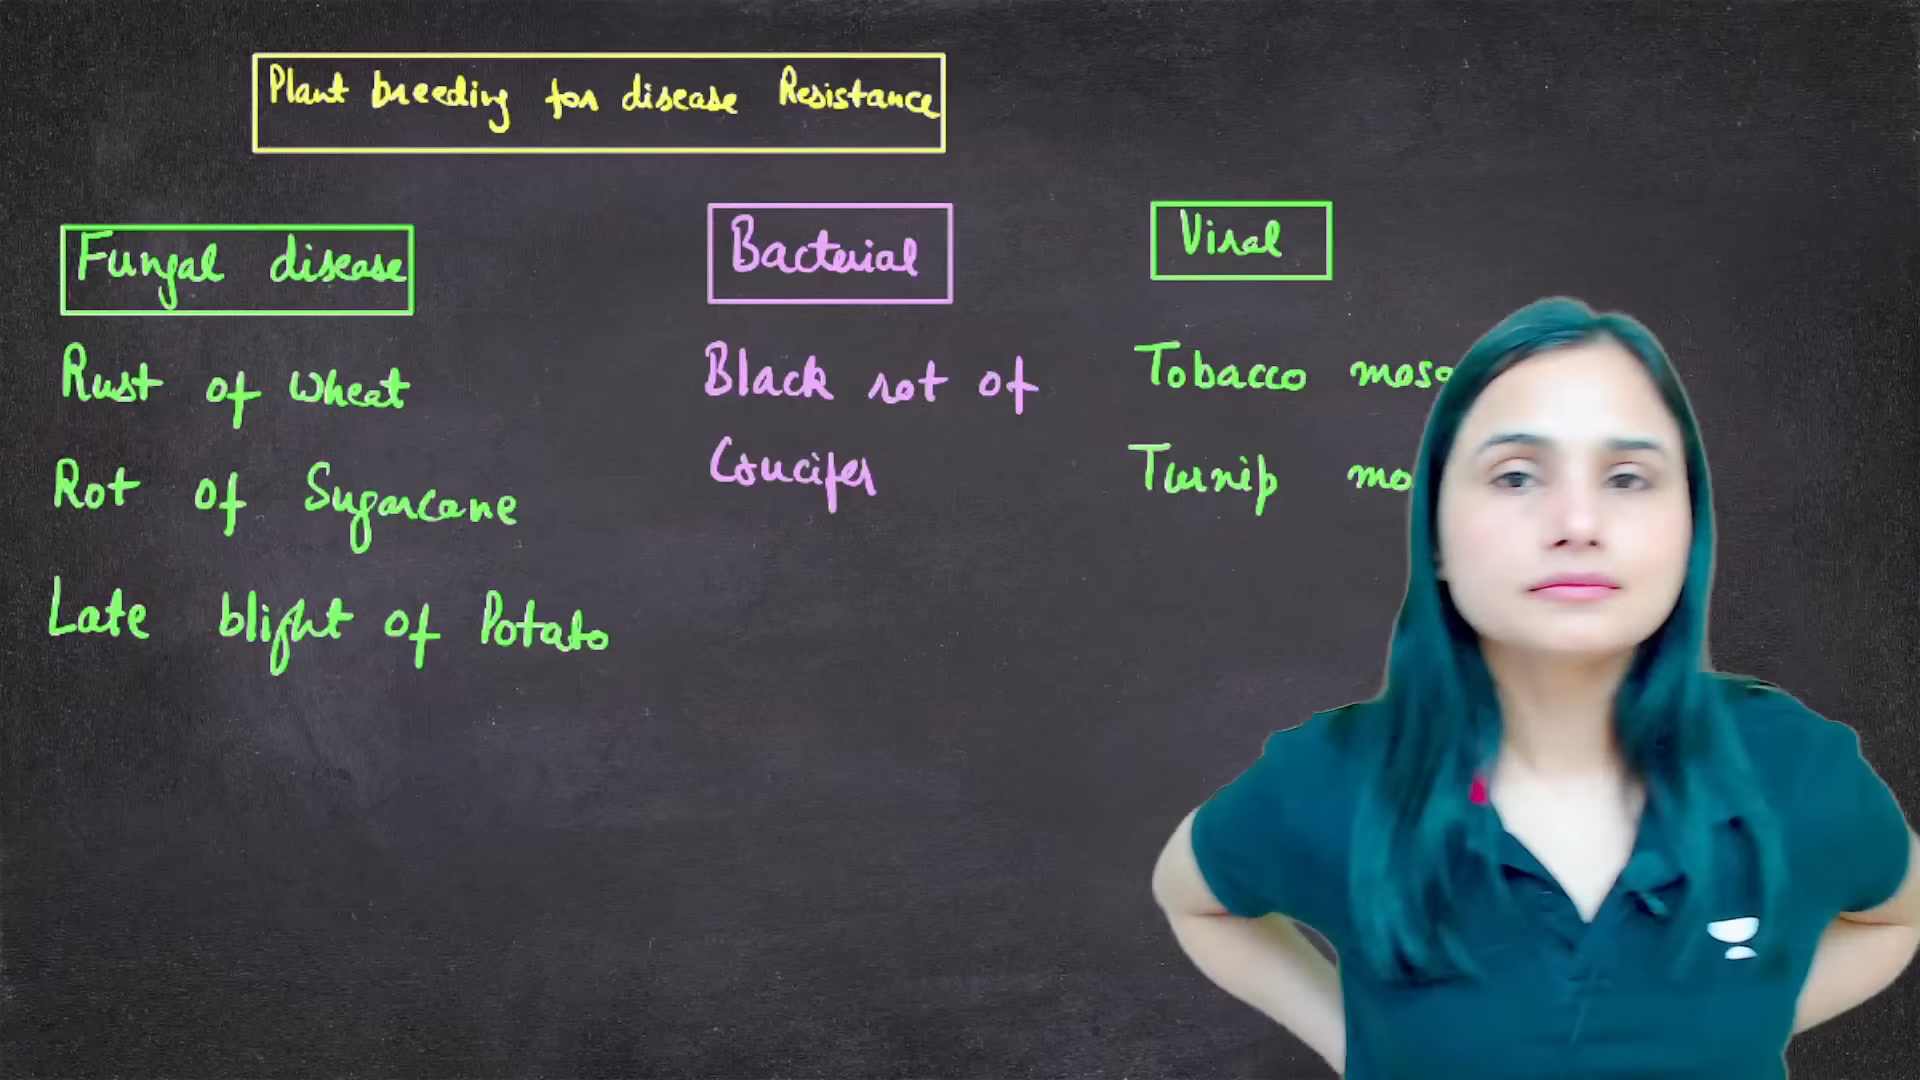 Plant breeding for disease Resistance
Fungal disease
Rust of wheat
Rot of Sugarcane
Late blight of Potato
Bacterial
Black rot of
Crucifer
Viral
Tobacco
Turnip